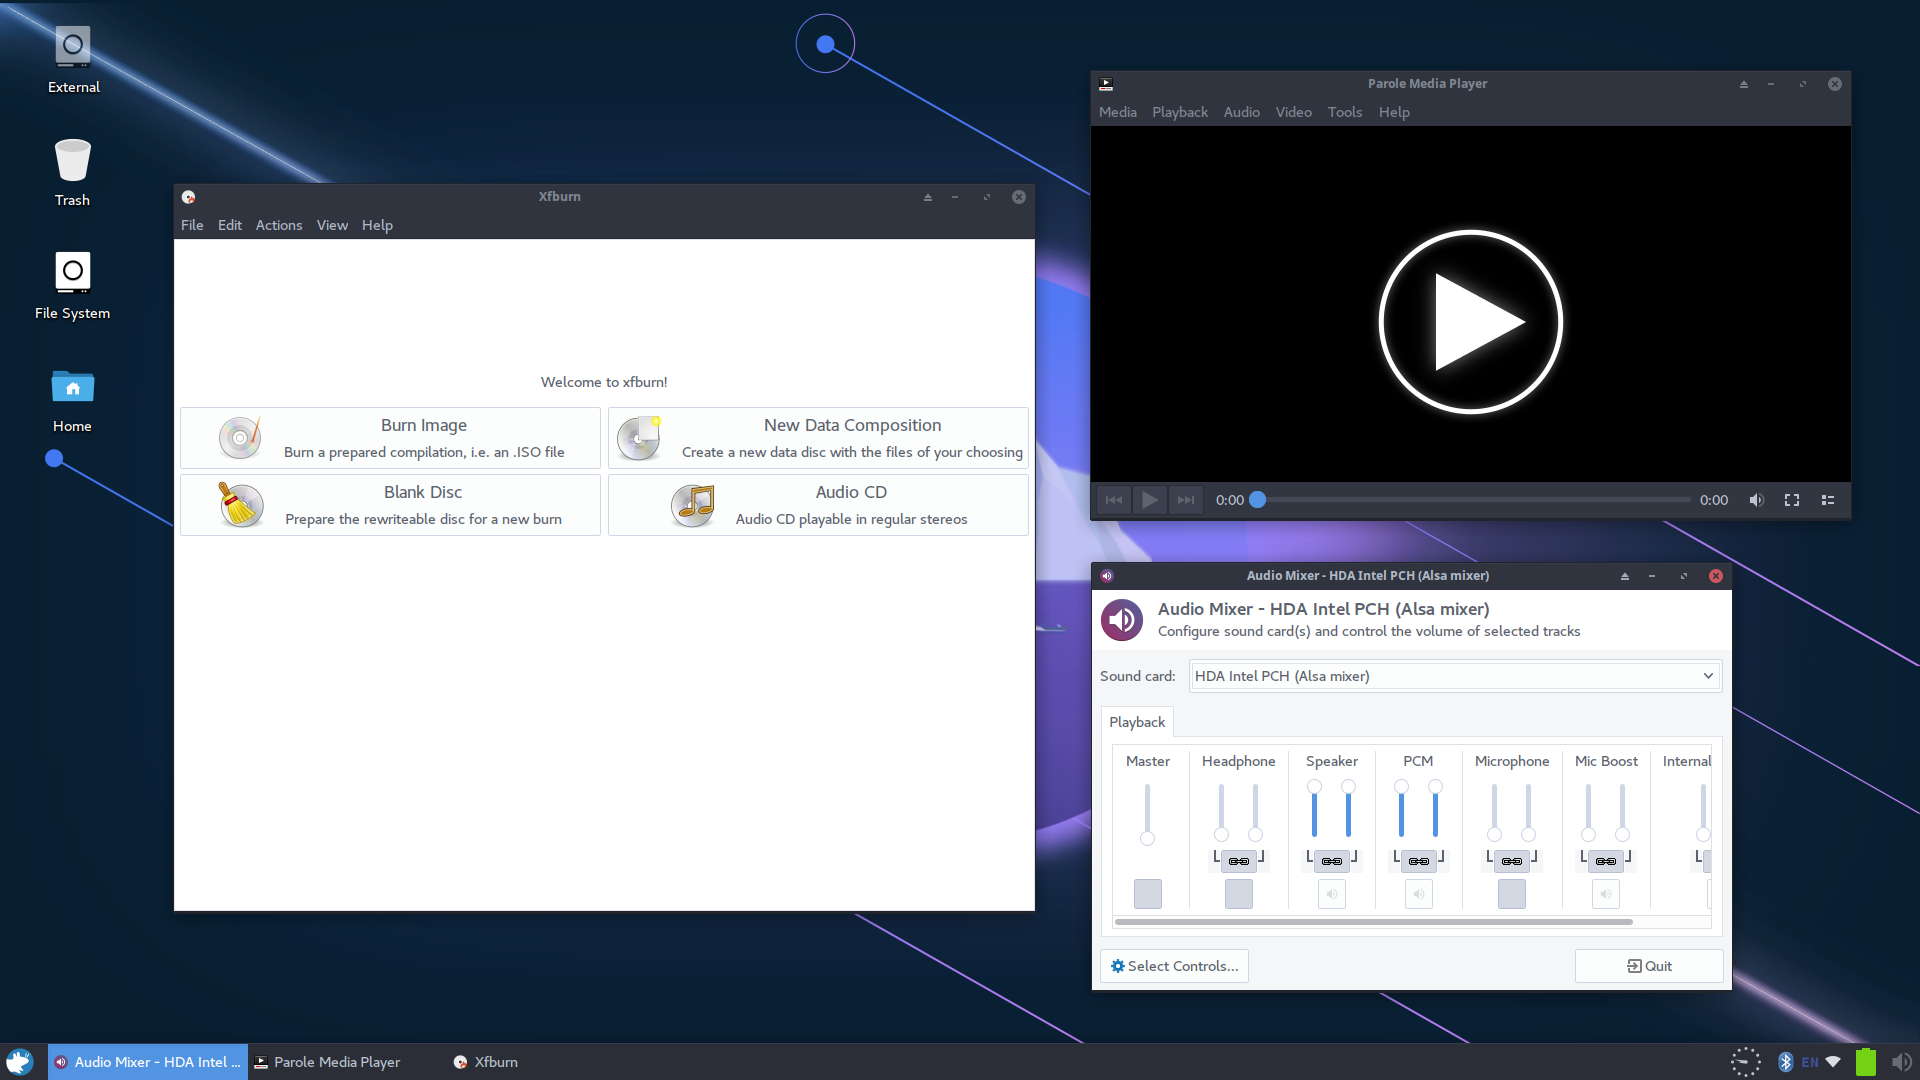 External
Trash
File System
Home
Xfburn
File Edit Actions View Help
Welcome to xfburn!
Burn Image
Burn a prepared compilation, i.e. an .ISO file
New Data Composition
Create a new data disc with the files of your choosing
Blank Disc
Prepare the rewriteable disc for a new burn
Audio CD
Audio CD playable in regular stereos
Parole Media Player
Media Playback Audio Video Tools Help
0:00 0:00
Audio Mixer - HDA Intel PCH (Alsa mixer)
Audio Mixer - HDA Intel PCH (Alsa mixer)
Configure sound card(s) and control the volume of selected tracks
Sound card: HDA Intel PCH (Alsa mixer)
Playback
Master Headphone Speaker PCM Microphone Mic Boost Internal
Select Controls... Quit
Audio Mixer - HDA Intel ... Parole Media Player Xfburn EN